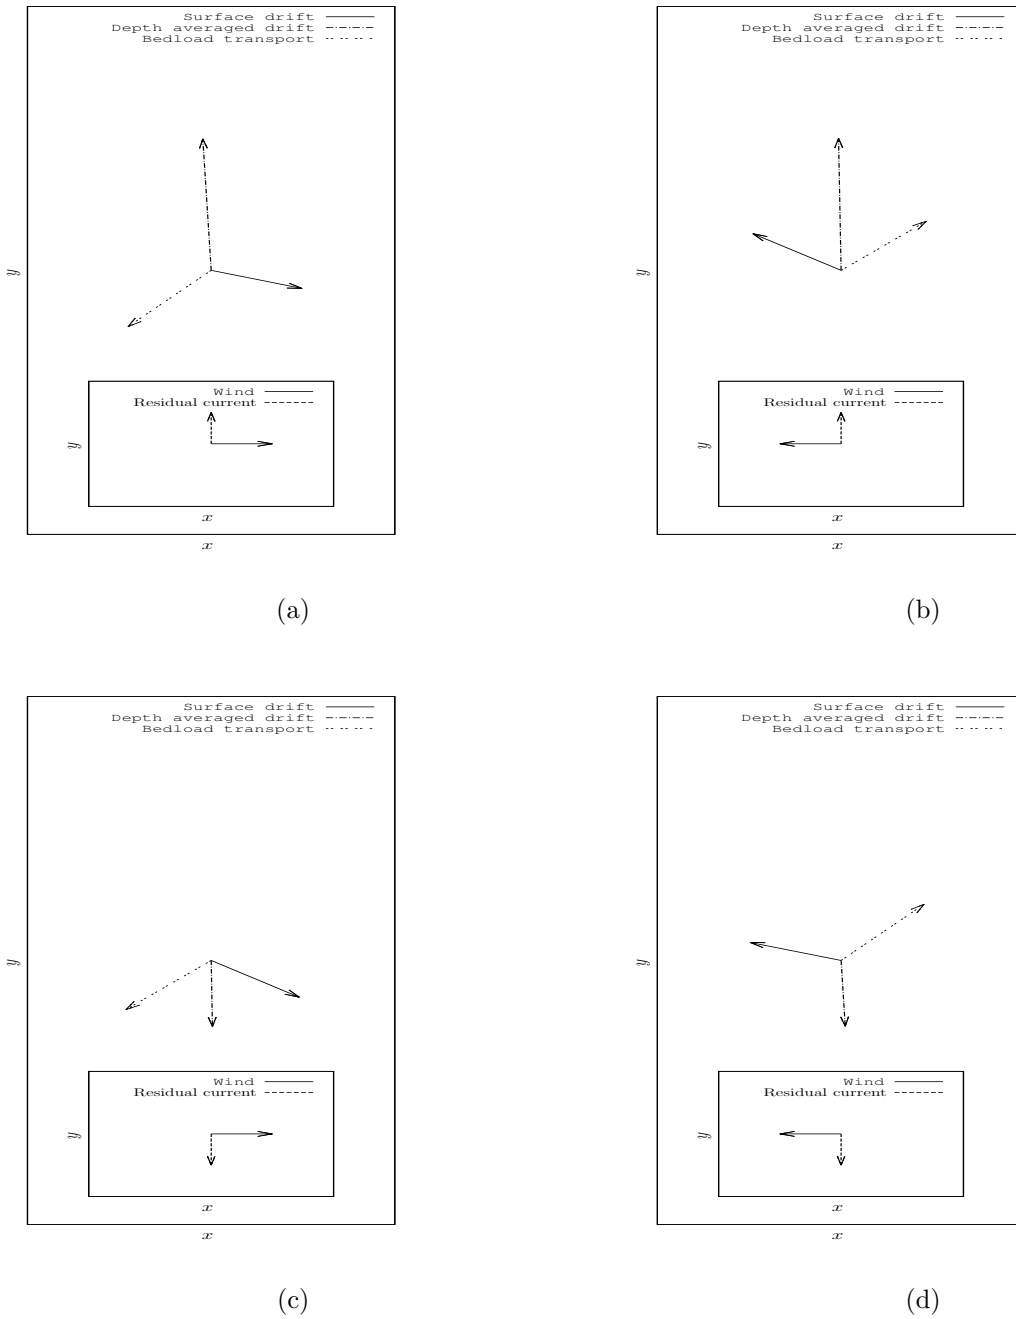 Surface drift
Depth averaged drift
Bedload transport
y
Wind
Residual current
y
x
x
(a)
Surface drift
Depth averaged drift
Bedload transport
y
Wind
Residual current
y
x
x
(b)
Surface drift
Depth averaged drift
Bedload transport
y
Wind
Residual current
y
x
x
(c)
Surface drift
Depth averaged drift
Bedload transport
y
Wind
Residual current
y
x
x
(d)